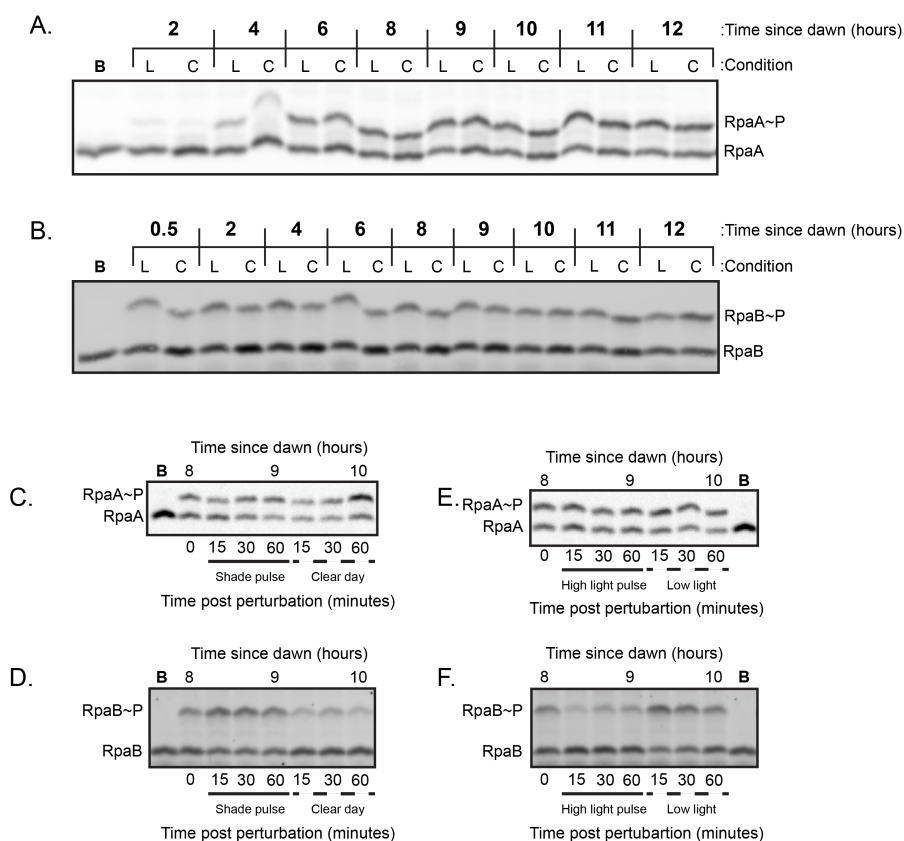 A.
2 4 6 8 9 10 11 12 :Time since dawn (hours)
B L C L C L C L C L C L C L C L C :Condition
RpaA~P
RpaA
B.
0.5 2 4 6 8 9 10 11 12 :Time since dawn (hours)
B L C L C L C L C L C L C L C L C L C :Condition
RpaB~P
RpaB
C.
Time since dawn (hours)
B 8 9 10
RpaA~P
RpaA
0 15 30 60 15 30 60
Shade pulse Clear day
Time post perturbation (minutes)
E.
Time since dawn (hours)
8 9 10 B
RpaA~P
RpaA
0 15 30 60 15 30 60
High light pulse Low light
Time post pertubartion (minutes)
D.
Time since dawn (hours)
B 8 9 10
RpaB~P
RpaB
0 15 30 60 15 30 60
Shade pulse Clear day
Time post perturbation (minutes)
F.
Time since dawn (hours)
8 9 10 B
RpaB~P
RpaB
0 15 30 60 15 30 60
High light pulse Low light
Time post perturbation (minutes)